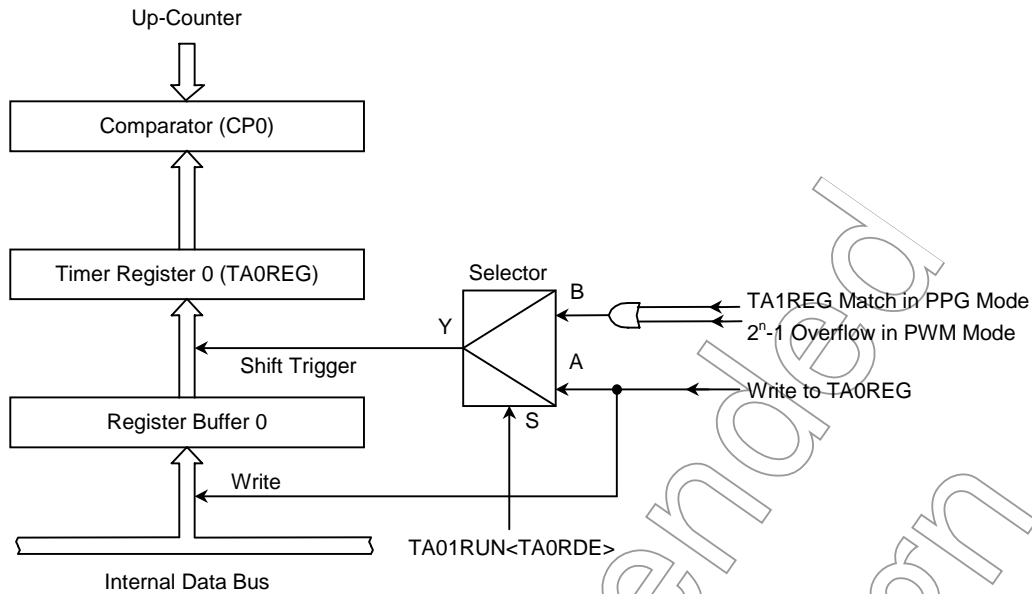 Up-Counter
Comparator (CP0)
Timer Register 0 (TA0REG)
Selector
B
TA1REG Match in PPG Mode
2ⁿ-1 Overflow in PWM Mode
Y
Shift Trigger
A
Write to TA0REG
Register Buffer 0
S
Write
TA01RUN<TA0RDE>
Internal Data Bus
ended